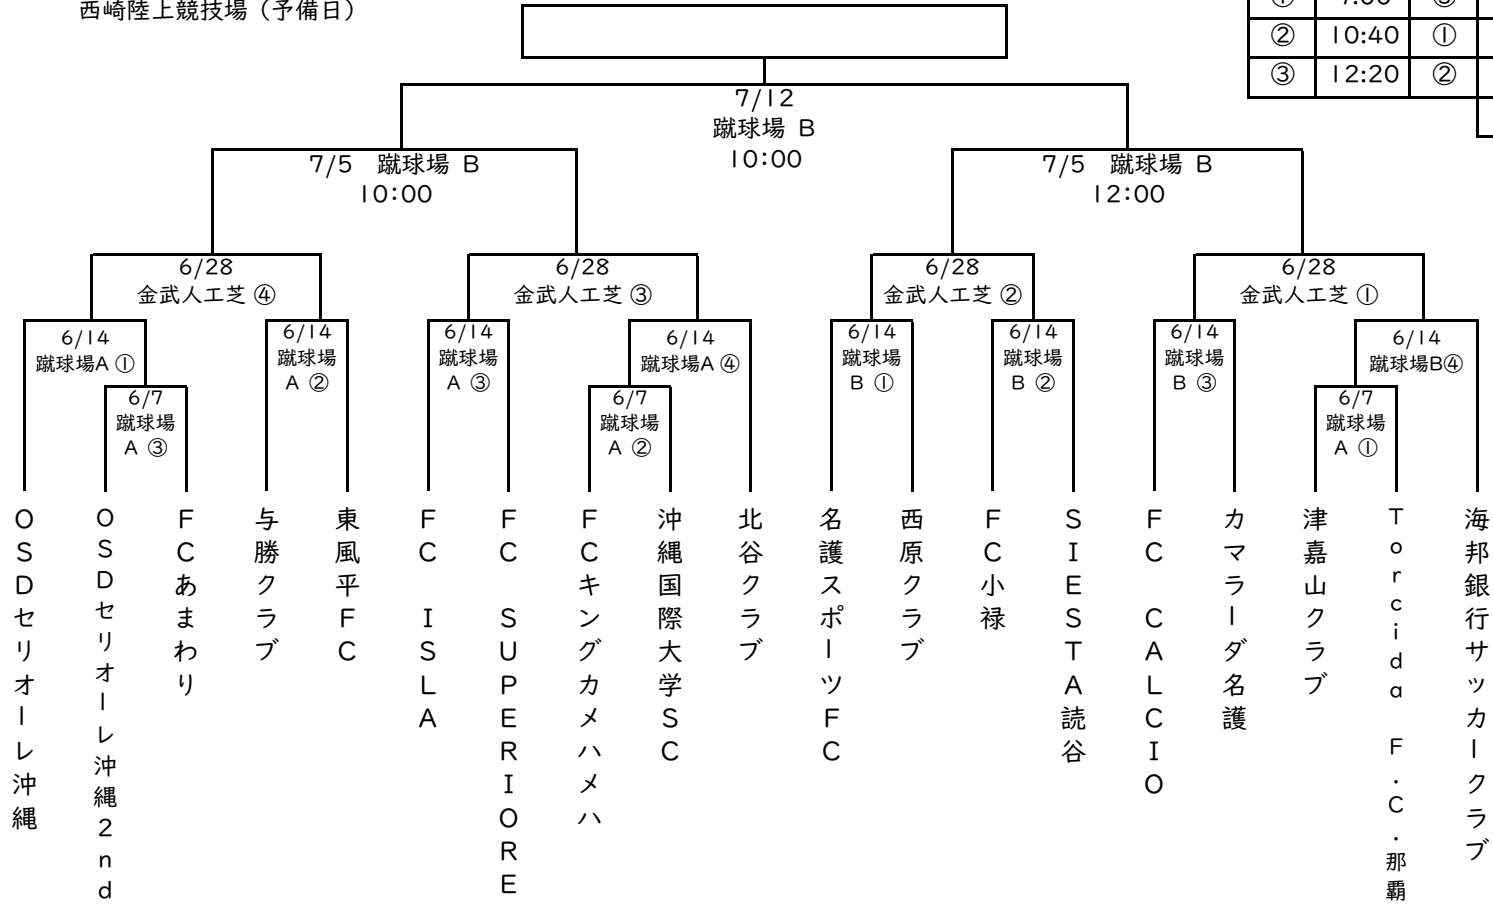 西崎陸上競技場（予備日）
② 10:40 ①
③ 12:20 ②
7/12
蹴球場 B
10:00
7/5 蹴球場 B
10:00
7/5 蹴球場 B
12:00
6/28
金武人工芝 ④
6/28
金武人工芝 ③
6/28
金武人工芝 ②
6/28
金武人工芝 ①
6/14
蹴球場A ①
6/14
蹴球場
A ②
6/14
蹴球場
A ③
6/14
蹴球場A ④
6/14
蹴球場
B ①
6/14
蹴球場
B ②
6/14
蹴球場
B ③
6/14
蹴球場B④
6/7
蹴球場
A ③
6/7
蹴球場
A ②
6/7
蹴球場
A ①
OSDセリオーレ沖縄
OSDセリオーレ沖縄2nd
FCあまわり
与勝クラブ
東風平FC
FC ISLA
FC SUPERIORE
FCキングカメハメハ
沖縄国際大学SC
北谷クラブ
名護スポーツFC
西原クラブ
FC小禄
SIESTA読谷
FC CALCIO
カマラーダ名護
津嘉山クラブ
Torcida F.C.那覇
海邦銀行サッカークラブ